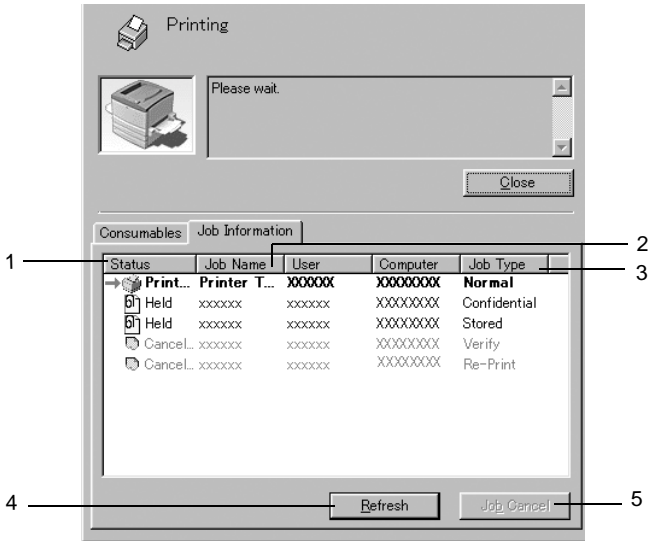 Printing
Please wait.
Close
Consumables Job Information
2
1
3
Status Job Name User Computer Job Type
Print... Printer T... XXXXXX XXXXXXXX Normal
Held xxxxxx xxxxxx XXXXXXXX Confidential
Held xxxxxx xxxxxx XXXXXXXX Stored
Cancel... xxxxxx xxxxxx XXXXXXXX Verify
Cancel... xxxxxx xxxxxx XXXXXXXX Re-Print
4 Refresh Job Cancel 5